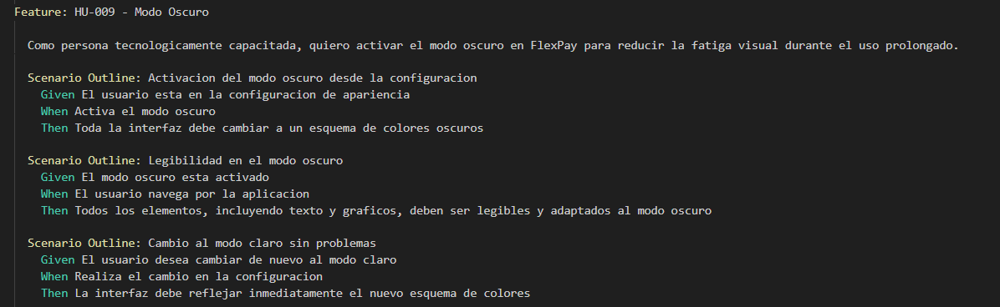 Feature: HU-009 - Modo Oscuro
Como persona tecnologicamente capacitada, quiero activar el modo oscuro en FlexPay para reducir la fatiga visual durante el uso prolongado.
Scenario Outline: Activacion del modo oscuro desde la configuracion
Given El usuario esta en la configuracion de apariencia
When Activa el modo oscuro
Then Toda la interfaz debe cambiar a un esquema de colores oscuros
Scenario Outline: Legibilidad en el modo oscuro
Given El modo oscuro esta activado
When El usuario navega por la aplicacion
Then Todos los elementos, incluyendo texto y graficos, deben ser legibles y adaptados al modo oscuro
Scenario Outline: Cambio al modo claro sin problemas
Given El usuario desea cambiar de nuevo al modo claro
When Realiza el cambio en la configuracion
Then La interfaz debe reflejar inmediatamente el nuevo esquema de colores